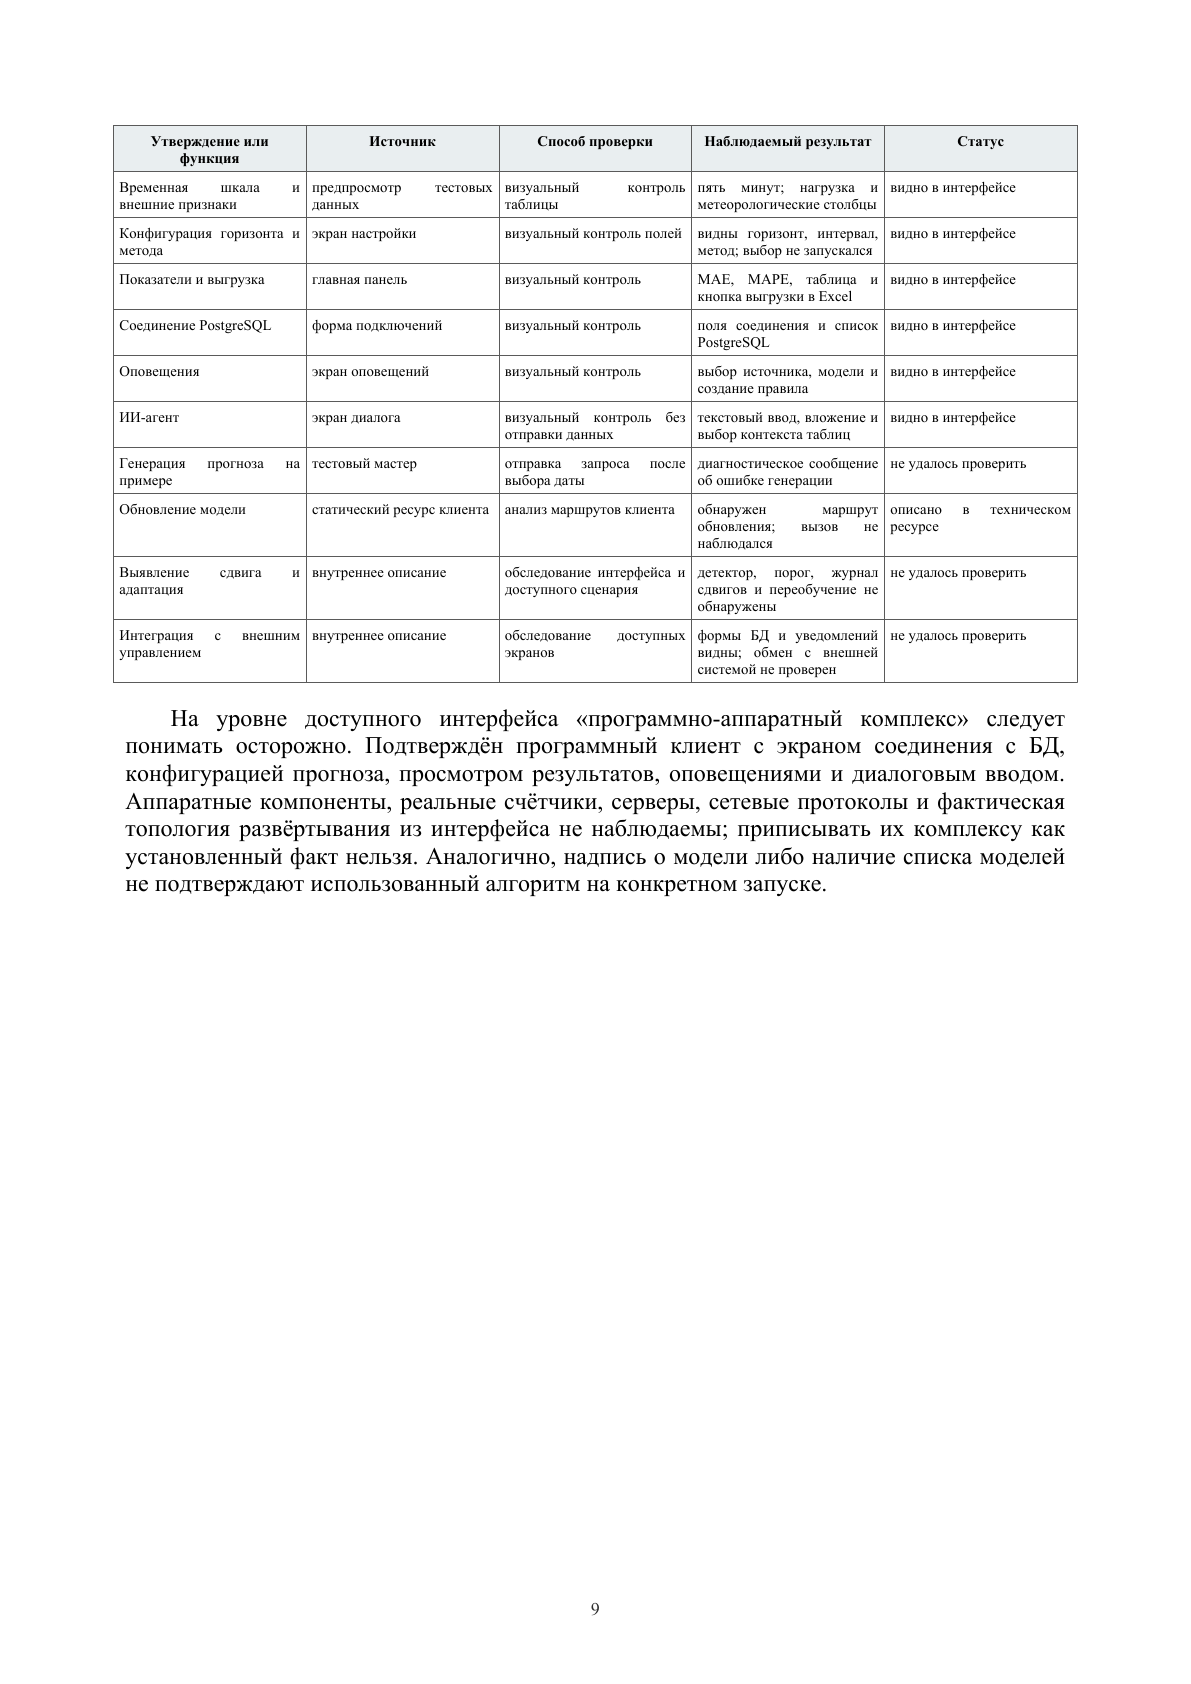 Утверждение или функция | Источник | Способ проверки | Наблюдаемый результат | Статус
Временная шкала и внешние признаки | предпросмотр тестовых данных | визуальный контроль таблицы | пять минут; нагрузка и метеорологические столбцы | видно в интерфейсе
Конфигурация горизонта и метода | экран настройки | визуальный контроль полей | видны горизонт, интервал, метод; выбор не запускался | видно в интерфейсе
Показатели и выгрузка | главная панель | визуальный контроль | MAE, MAPE, таблица и кнопка выгрузки в Excel | видно в интерфейсе
Соединение PostgreSQL | форма подключений | визуальный контроль | поля соединения и список PostgreSQL | видно в интерфейсе
Оповещения | экран оповещений | визуальный контроль | выбор источника, модели и создание правила | видно в интерфейсе
ИИ-агент | экран диалога | визуальный контроль без отправки данных | текстовый ввод, вложение и выбор контекста таблиц | видно в интерфейсе
Генерация прогноза на примере | тестовый мастер | отправка запроса после выбора даты | диагностическое сообщение об ошибке генерации | не удалось проверить
Обновление модели | статический ресурс клиента | анализ маршрутов клиента | обнаружен маршрут обновления; вызов не наблюдался | описано в техническом ресурсе
Выявление сдвига и адаптация | внутреннее описание | обследование интерфейса и доступного сценария | детектор, порог, журнал сдвигов и переобучение не обнаружены | не удалось проверить
Интеграция с внешним управлением | внутреннее описание | обследование доступных экранов | формы БД и уведомлений видны; обмен с внешней системой не проверен | не удалось проверить
На уровне доступного интерфейса «программно-аппаратный комплекс» следует
понимать осторожно. Подтверждён программный клиент с экраном соединения с БД,
конфигурацией прогноза, просмотром результатов, оповещениями и диалоговым вводом.
Аппаратные компоненты, реальные счётчики, серверы, сетевые протоколы и фактическая
топология развёртывания из интерфейса не наблюдаемы; приписывать их комплексу как
установленный факт нельзя. Аналогично, надпись о модели либо наличие списка моделей
не подтверждают использованный алгоритм на конкретном запуске.
9